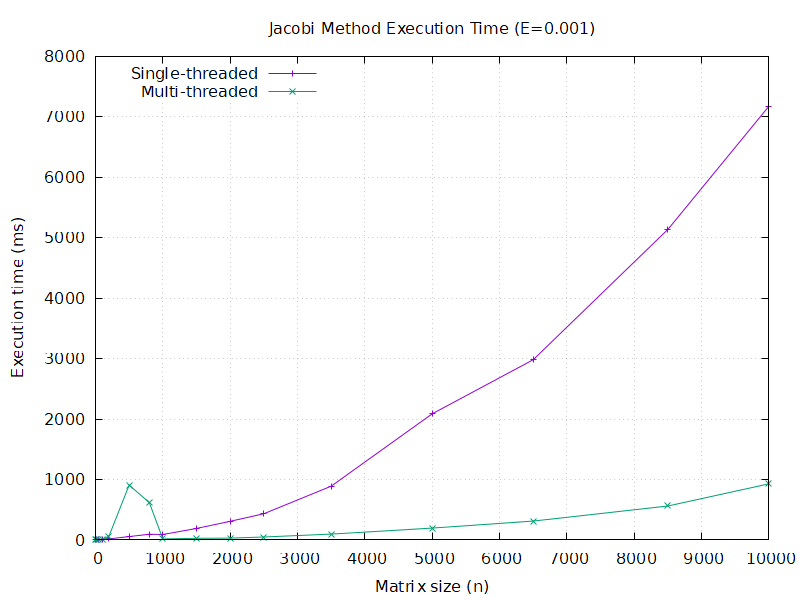 Jacobi Method Execution Time (E=0.001)
Single-threaded
Multi-threaded
8000
7000
6000
5000
4000
3000
2000
1000
0
Execution time (ms)
0 1000 2000 3000 4000 5000 6000 7000 8000 9000 10000
Matrix size (n)